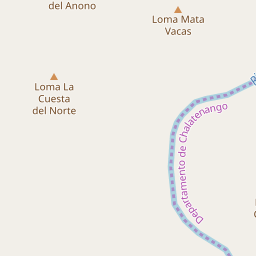 del Anono
Loma Mata
Vacas
Loma La
Cuesta
del Norte
Departamento de Chalatenango